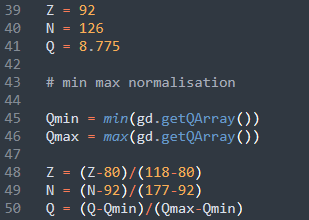 39 Z = 92
40 N = 126
41 Q = 8.775
42
43 # min max normalisation
44
45 Qmin = min(gd.getQArray())
46 Qmax = max(gd.getQArray())
47
48 Z = (Z-80)/(118-80)
49 N = (N-92)/(177-92)
50 Q = (Q-Qmin)/(Qmax-Qmin)